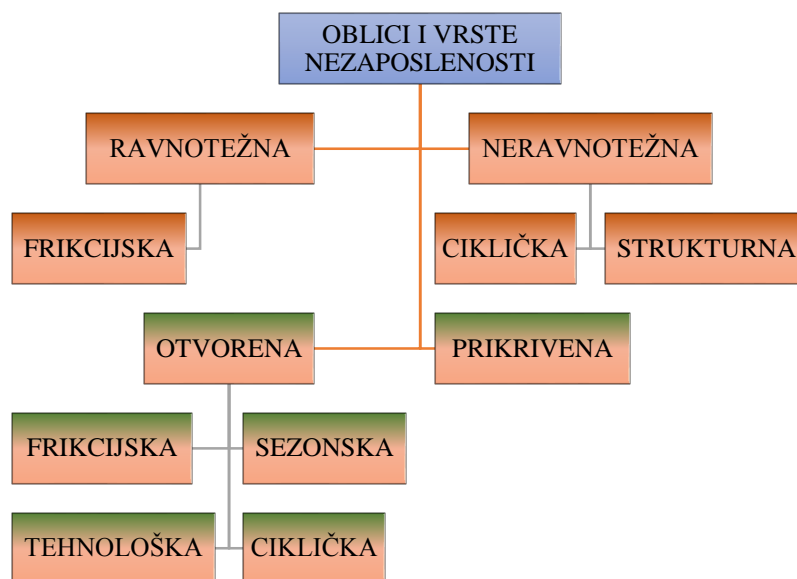 OBLICI I VRSTE
NEZAPOSLENOSTI
RAVNOTEŽNA
NERAVNOTEŽNA
FRIKCIJSKA
CIKLIČKA
STRUKTURNA
OTVORENA
PRIKRIVENA
FRIKCIJSKA
SEZONSKA
TEHNOLOŠKA
CIKLIČKA